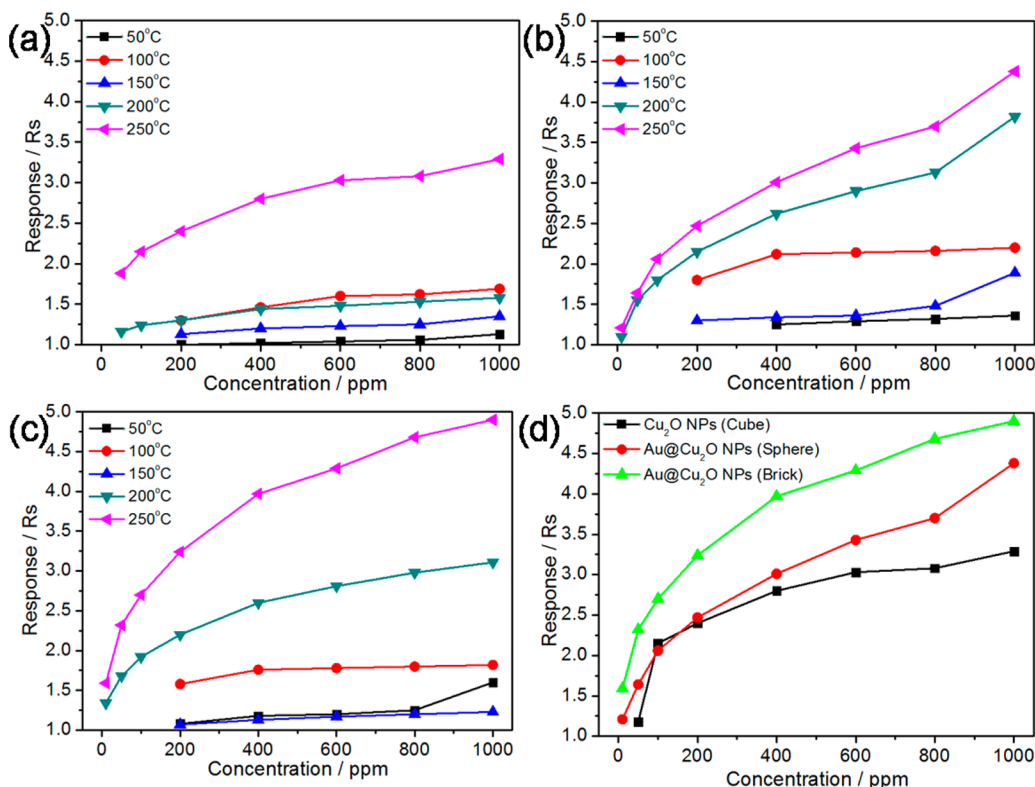 (a)
50°C
100°C
150°C
200°C
250°C
5.0
4.5
4.0
3.5
3.0
2.5
2.0
1.5
1.0
Response / Rs
0 200 400 600 800 1000
Concentration / ppm
(b)
50°C
100°C
150°C
200°C
250°C
5.0
4.5
4.0
3.5
3.0
2.5
2.0
1.5
1.0
Response / Rs
0 200 400 600 800 1000
Concentration / ppm
(c)
50°C
100°C
150°C
200°C
250°C
5.0
4.5
4.0
3.5
3.0
2.5
2.0
1.5
1.0
Response / Rs
0 200 400 600 800 1000
Concentration / ppm
(d)
Cu₂O NPs (Cube)
Au@Cu₂O NPs (Sphere)
Au@Cu₂O NPs (Brick)
5.0
4.5
4.0
3.5
3.0
2.5
2.0
1.5
1.0
Response / Rs
0 200 400 600 800 1000
Concentration / ppm